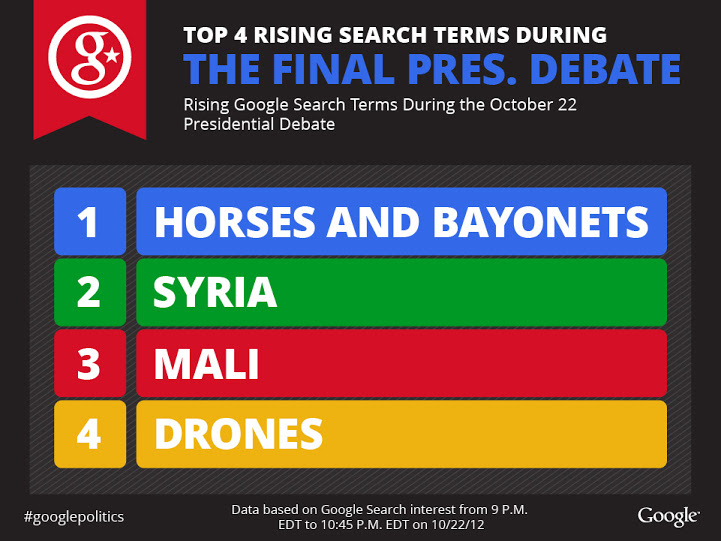 g
TOP 4 RISING SEARCH TERMS DURING
THE FINAL PRES. DEBATE
Rising Google Search Terms During the October 22
Presidential Debate
1 HORSES AND BAYONETS
2 SYRIA
3 MALI
4 DRONES
#googlepolitics
Data based on Google Search interest from 9 P.M.
EDT to 10:45 P.M. EDT on 10/22/12
Google